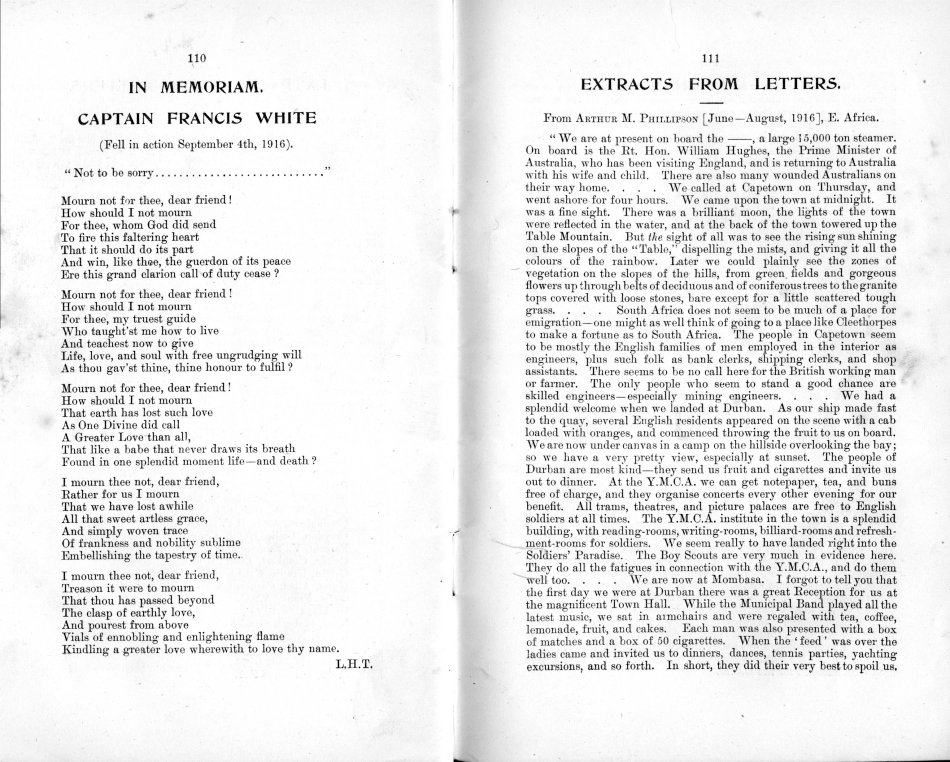 110
IN MEMORIAM.
CAPTAIN FRANCIS WHITE
(Fell in action September 4th, 1916).
“ Not to be sorry............................”
Mourn not for thee, dear friend !
How should I not mourn
For thee, whom God did send
To fire this faltering heart
That it should do its part
And win, like thee, the guerdon of its peace
Ere this grand clarion call of duty cease ?
Mourn not for thee, dear friend !
How should I not mourn
For thee, my truest guide
Who taught'st me how to live
And teachest now to give
Life, love, and soul with free ungrudging will
As thou gav'st thine, thine honour to fulfil ?
Mourn not for thee, dear friend !
How should I not mourn
That earth has lost such love
As One Divine did call
A Greater Love than all,
That like a babe that never draws its breath
Found in one splendid moment life—and death ?
I mourn thee not, dear friend,
Rather for us I mourn
That we have lost awhile
All that sweet artless grace,
And simply woven trace
Of frankness and nobility sublime
Embellishing the tapestry of time.
I mourn thee not, dear friend,
Treason it were to mourn
That thou has passed beyond
The clasp of earthly love,
And pourest from above
Vials of ennobling and enlightening flame
Kindling a greater love wherewith to love thy name.
L.H.T.
111
EXTRACTS FROM LETTERS.
From ARTHUR M. PHILLIPSON [June—August, 1916], E. Africa.
“ We are at present on board the ——, a large 15,000 ton steamer.
On board is the Rt. Hon. William Hughes, the Prime Minister of
Australia, who has been visiting England, and is returning to Australia
with his wife and child. There are also many wounded Australians on
their way home. . . . We called at Capetown on Thursday, and
went ashore for four hours. We came upon the town at midnight. It
was a fine sight. There was a brilliant moon, the lights of the town
were reflected in the water, and at the back of the town towered up the
Table Mountain. But the sight of all was to see the rising sun shining
on the slopes of the “Table,” dispelling the mists, and giving it all the
colours of the rainbow. Later we could plainly see the zones of
vegetation on the slopes of the hills, from green fields and gorgeous
flowers up through belts of deciduous and of coniferous trees to the granite
tops covered with loose stones, bare except for a little scattered tough
grass. . . . South Africa does not seem to be much of a place for
emigration—one might as well think of going to a place like Cleethorpes
to make a fortune as to South Africa. The people in Capetown seem
to be mostly the English families of men employed in the interior as
engineers, plus such folk as bank clerks, shipping clerks, and shop
assistants. There seems to be no call here for the British working man
or farmer. The only people who seem to stand a good chance are
skilled engineers—especially mining engineers. . . . We had a
splendid welcome when we landed at Durban. As our ship made fast
to the quay, several English residents appeared on the scene with a cab
loaded with oranges, and commenced throwing the fruit to us on board.
We are now under canvas in a camp on the hillside overlooking the bay ;
so we have a very pretty view, especially at sunset. The people of
Durban are most kind—they send us fruit and cigarettes and invite us
out to dinner. At the Y.M.C.A. we can get notepaper, tea, and buns
free of charge, and they organise concerts every other evening for our
benefit. All trams, theatres, and picture palaces are free to English
soldiers at all times. The Y.M.C.A. institute in the town is a splendid
building, with reading-rooms, writing-rooms, billiard-rooms and refresh-
ment-rooms for soldiers. We seem really to have landed right into the
Soldiers' Paradise. The Boy Scouts are very much in evidence here.
They do all the fatigues in connection with the Y.M.C.A., and do them
well too. . . . We are now at Mombasa. I forgot to tell you that
the first day we were at Durban there was a great Reception for us at
the magnificent Town Hall. While the Municipal Band played all the
latest music, we sat in armchairs and were regaled with tea, coffee,
lemonade, fruit, and cakes. Each man was also presented with a box
of matches and a box of 50 cigarettes. When the ‘ feed ’ was over the
ladies came and invited us to dinners, dances, tennis parties, yachting
excursions, and so forth. In short, they did their very best to spoil us.